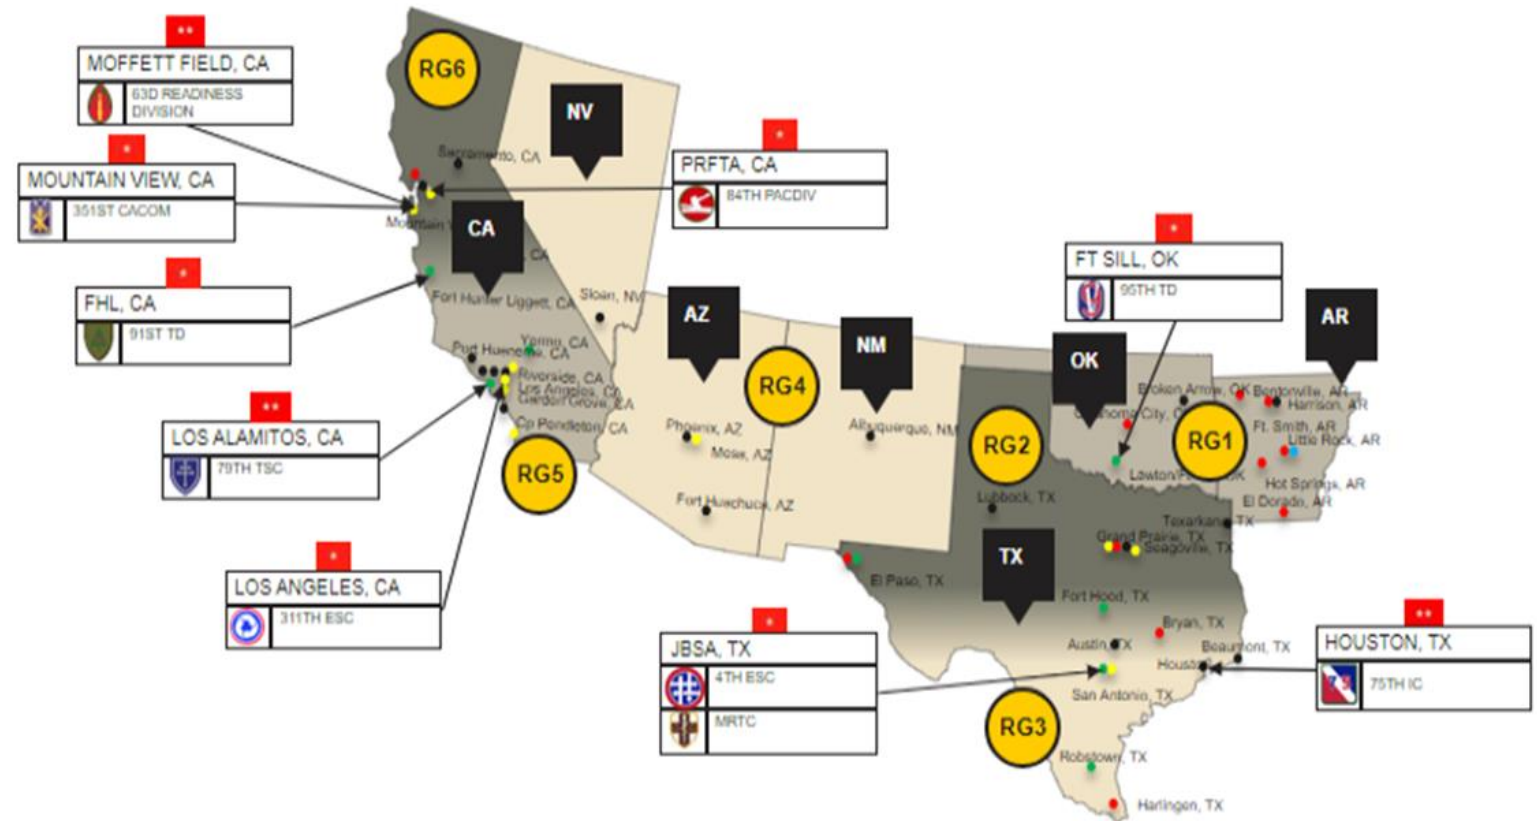 **
MOFFETT FIELD, CA
63D READINESS
DIVISION
*
MOUNTAIN VIEW, CA
351ST CACOM
*
FHL, CA
91ST TD
**
LOS ALAMITOS, CA
79TH TSC
*
LOS ANGELES, CA
311TH ESC
*
PRFTA, CA
84TH PACDIV
*
FT SILL, OK
95TH TD
*
JBSA, TX
4TH ESC
MRTC
**
HOUSTON, TX
75TH IC
RG6
NV
CA
AZ
NM
OK
AR
TX
RG4
RG2
RG1
RG5
RG3
Sacramento, CA
Mountain
, CA
Fort Hunter Liggett, CA
Sloan, NV
Yermo, CA
Port Hueneme, CA
Riverside, CA
Los Angeles, CA
Garden Grove, CA
Cp Pendleton, CA
Phoenix, AZ
Mesa, AZ
Fort Huachuca, AZ
Albuquerque, NM
Broken Arrow, OK
Bentonville, AR
Harrison, AR
Oklahoma City,
Ft. Smith, AR
Little Rock, AR
Hot Springs, AR
El Dorado, AR
Lubbock, TX
Texarkana, TX
Grand Prairie, TX
Seagoville, TX
El Paso, TX
Fort Hood, TX
Bryan, TX
Austin, TX
Beaumont, TX
Houston
San Antonio, TX
Robstown, TX
Harlingen, TX